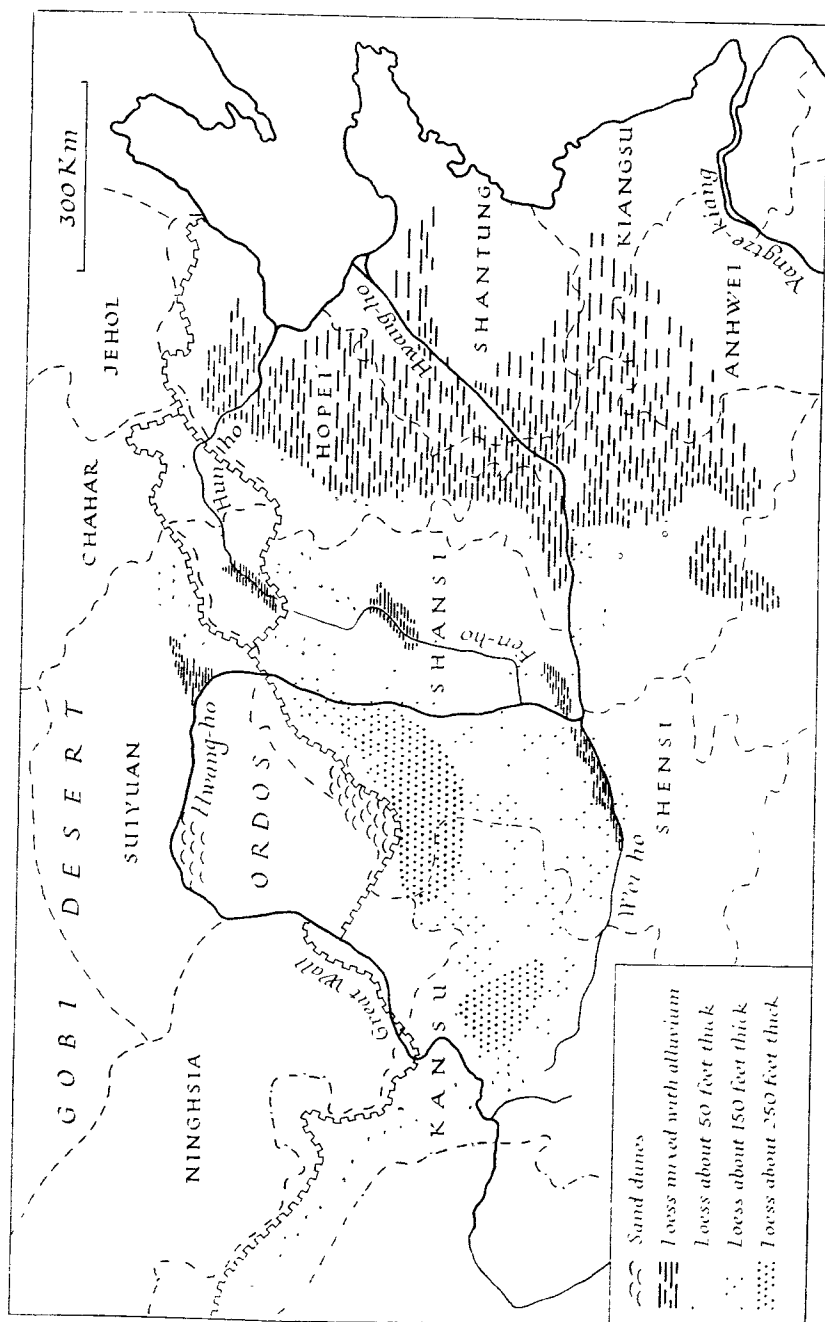 300 Km
JEHOL
CHAHAR
GOBI DESERT
SUIYUAN
NINGHSIA
Hun-ho
HOPEI
Hwang-ho
SHANTUNG
KIANGSU
Yangtze-kiang
ANHWEI
SHANSI
Fen-ho
Hwang-ho
ORDOS
Great Wall
KANSU
Wei ho
SHENSI
Sand dunes
Loess mixed with alluvium
Loess about 50 feet thick
Loess about 150 feet thick
Loess about 250 feet thick